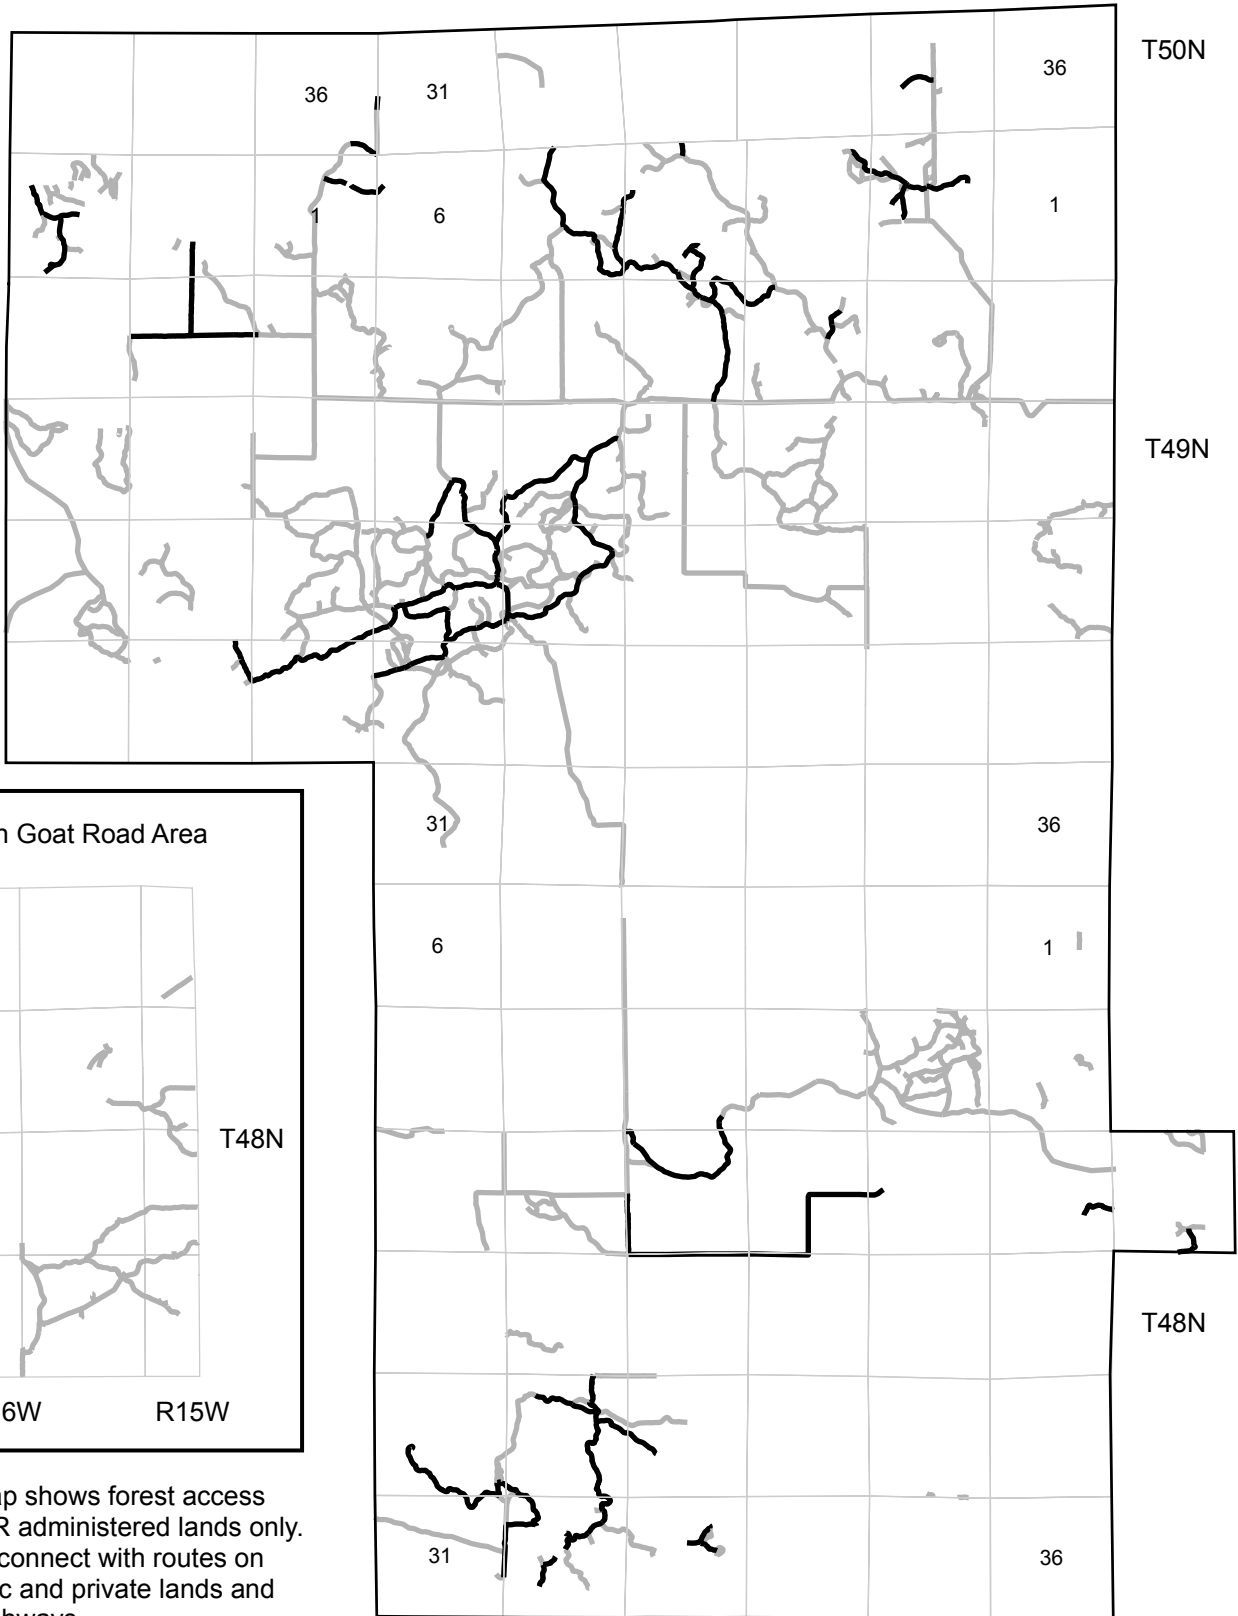 T50N
36
31
36
1
6
1
T49N
31
36
n Goat Road Area
6
1
T48N
T48N
6W
R15W
ap shows forest access
R administered lands only.
connect with routes on
c and private lands and
31
36